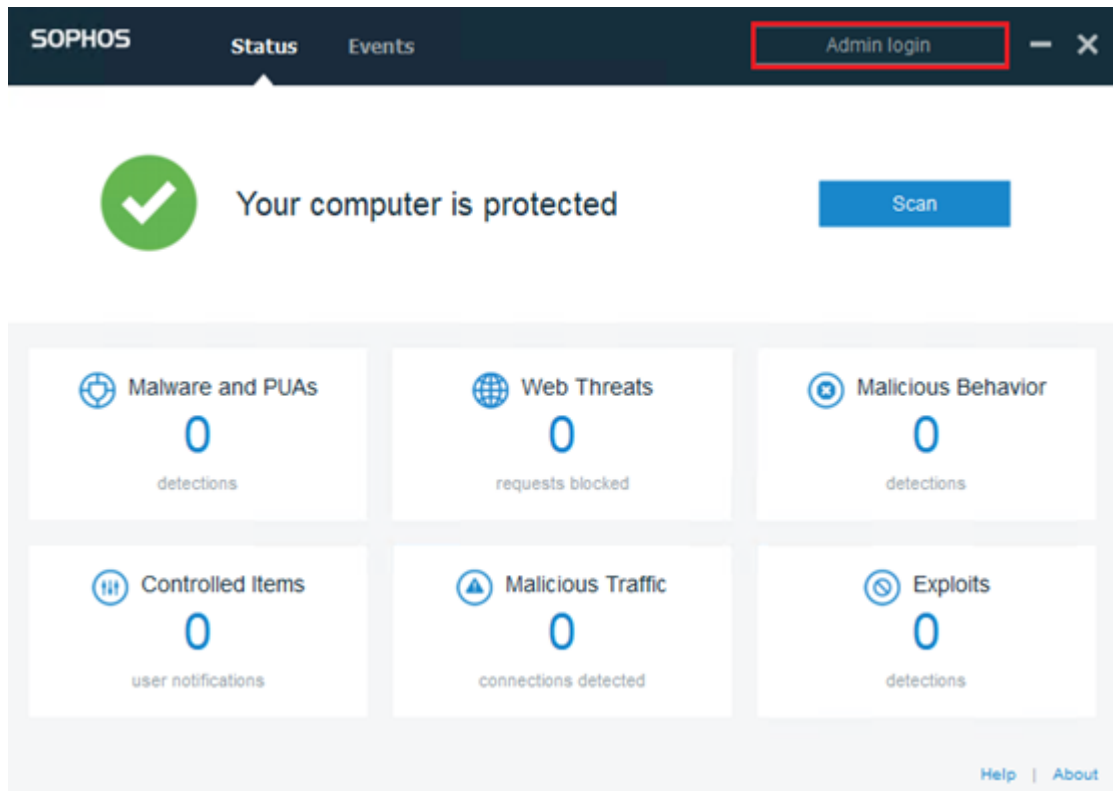 SOPHOS Status Events Admin login
Your computer is protected Scan
Malware and PUAs
0
detections
Web Threats
0
requests blocked
Malicious Behavior
0
detections
Controlled Items
0
user notifications
Malicious Traffic
0
connections detected
Exploits
0
detections
Help | About